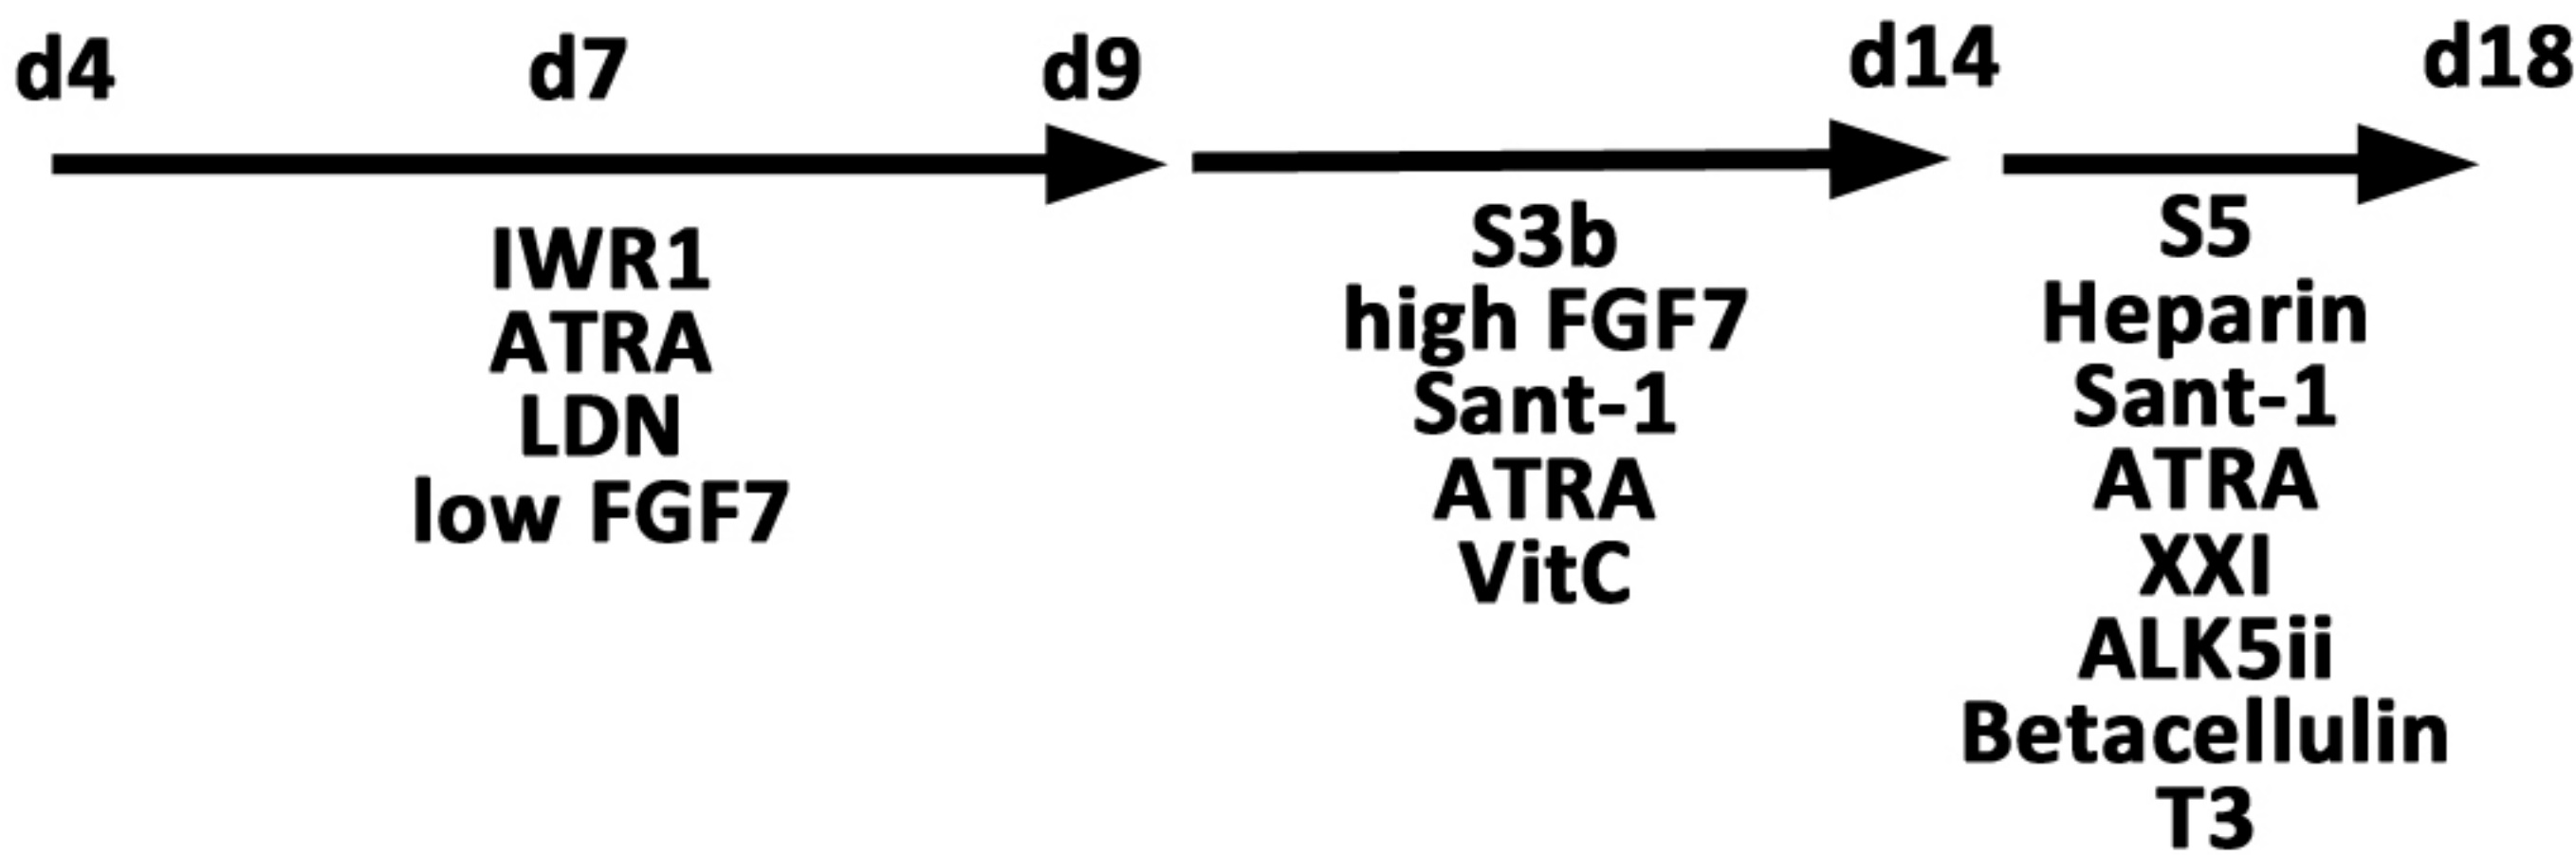 d4 d7 d9 d14 d18
IWR1
ATRA
LDN
low FGF7
S3b
high FGF7
Sant-1
ATRA
VitC
S5
Heparin
Sant-1
ATRA
XXI
ALK5ii
Betacellulin
T3